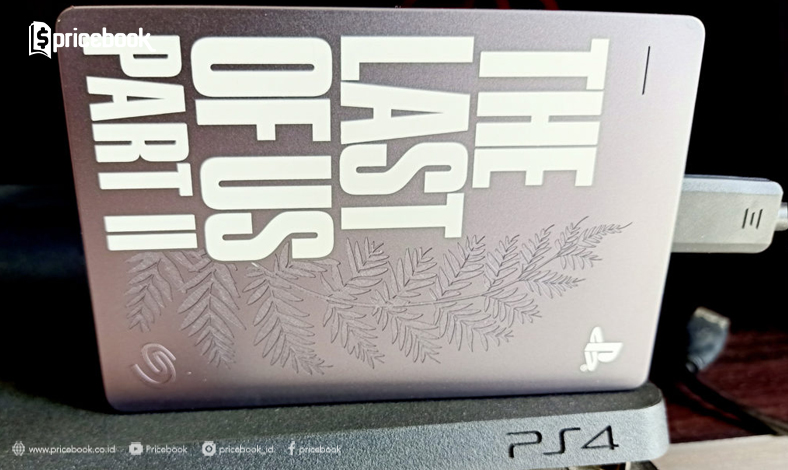 pricebook
THE
LAST
OF US
PART II
PS4
www.pricebook.co.id
Pricebook
pricebook_id
pricebook